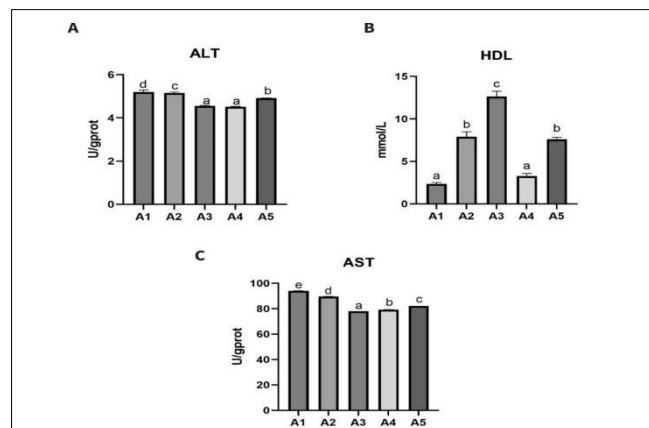 A
ALT
U/gprot
6
4
2
0
d c a a b
A1 A2 A3 A4 A5
B
HDL
mmol/L
15
10
5
0
a b c a b
A1 A2 A3 A4 A5
C
AST
U/gprot
100
80
60
40
20
0
e d a b c
A1 A2 A3 A4 A5